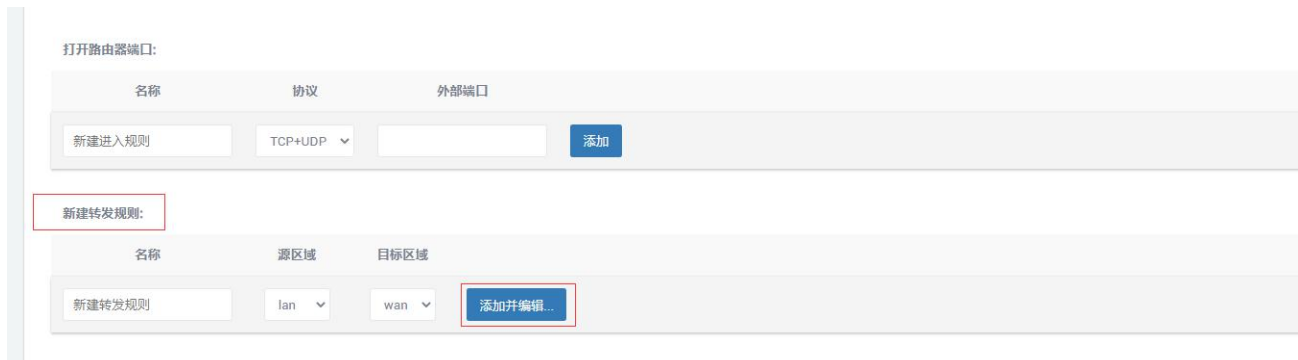 打开路由器端口:
名称 协议 外部端口
新建进入规则 TCP+UDP 添加
新建转发规则:
名称 源区域 目标区域
新建转发规则 lan wan 添加并编辑...